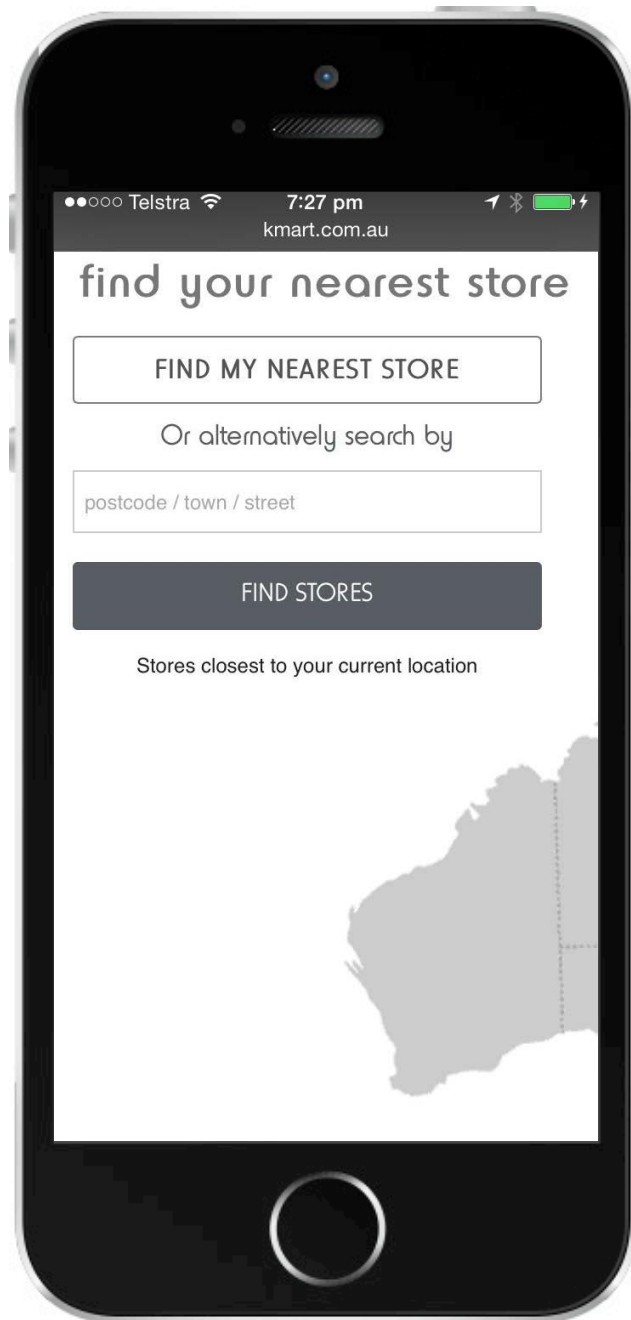 Telstra 7:27 pm
kmart.com.au
find your nearest store
FIND MY NEAREST STORE
Or alternatively search by
postcode / town / street
FIND STORES
Stores closest to your current location